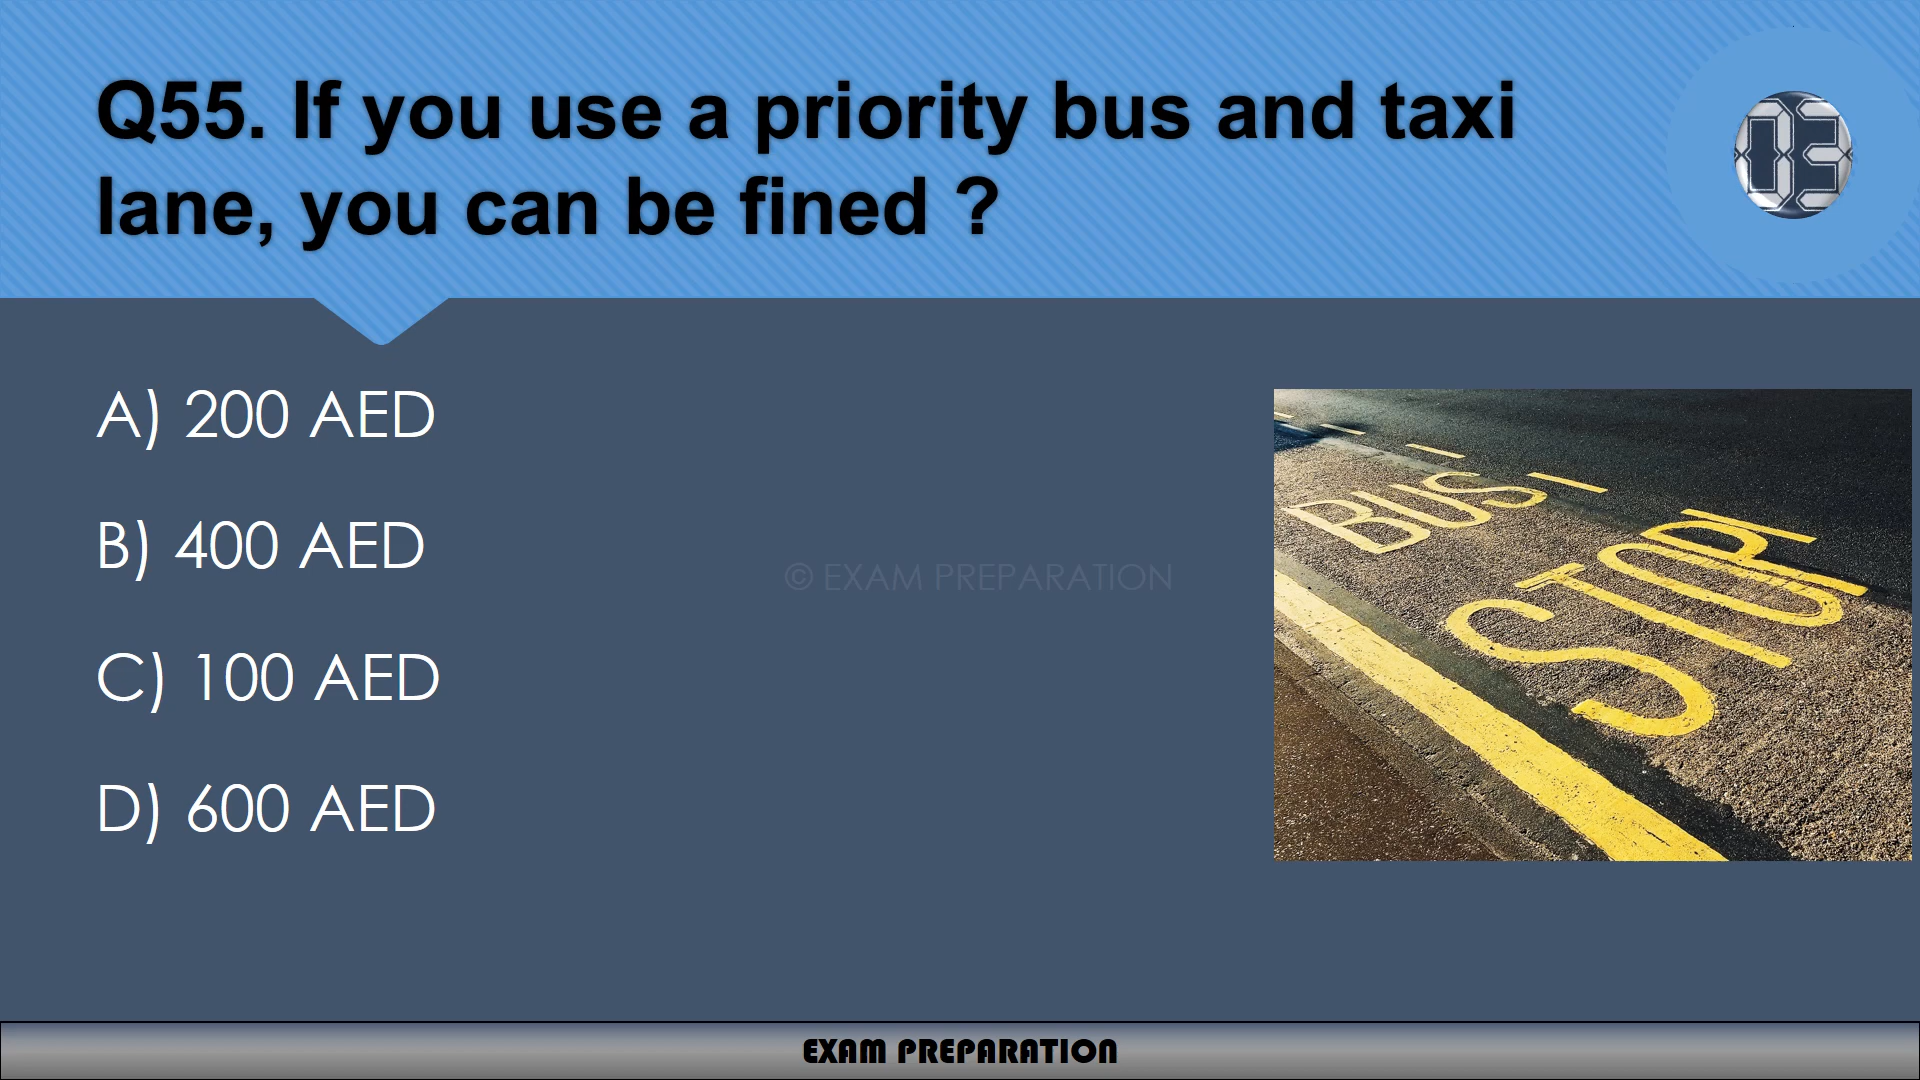 Q55. If you use a priority bus and taxi
lane, you can be fined ?
03
A) 200 AED
B) 400 AED
C) 100 AED
D) 600 AED
© EXAM PREPARATION
BUS
STOP
EXAM PREPARATION